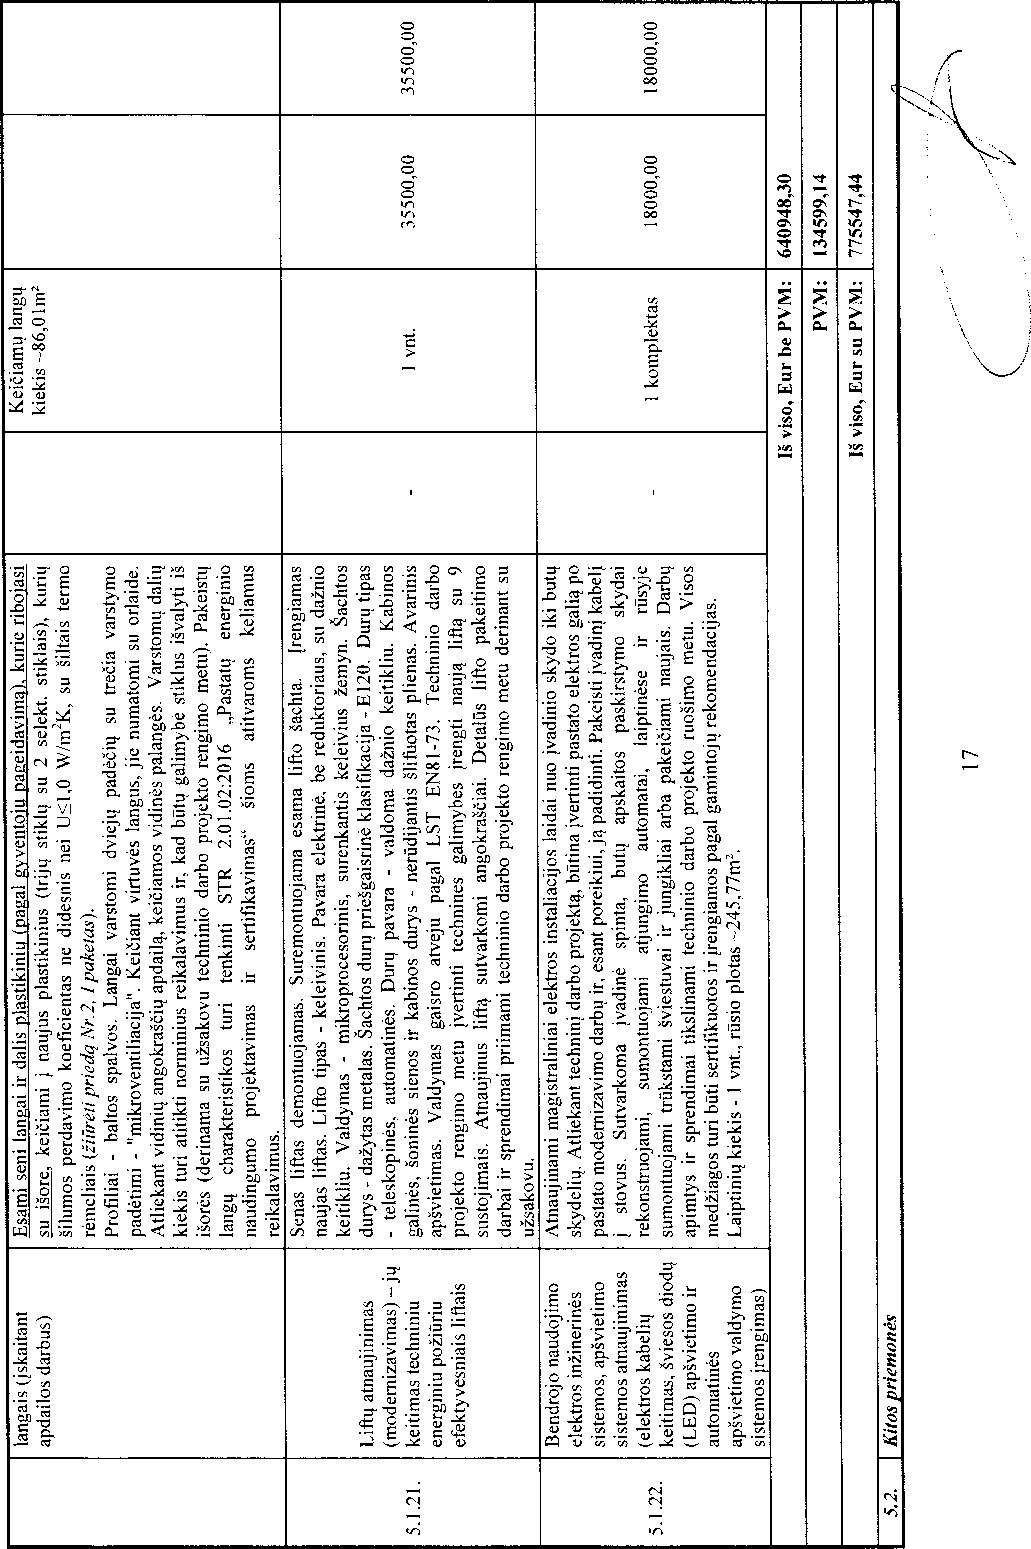 langais (įskaitant
apdailos darbus)
Esami seni langai ir dalis plastikinių (pagal gyventojų pageidavimą), kurie ribojasi
su išore, keičiami į naujus plastikinius (trijų stiklų su 2 selekt. stiklais), kurių
šilumos perdavimo koeficientas ne didesnis nei U≤1,0 W/m²K, su šiltais termo
rėmeliais (žiūrėti priedą Nr.2, I paketas).
Profiliai - baltos spalvos. Langai varstomi dviejų padėčių su trečia varstymo
padėtimi - "mikroventiliacija". Keičiant virtuvės langus, jie numatomi su orlaide.
Atliekant vidinių angokraščių apdailą, keičiamos vidinės palangės. Varstomų dalių
kiekis turi atitikti norminius reikalavimus ir, kad būtų galimybė stiklus išvalyti iš
išorės (derinama su užsakovu techninio darbo projekto rengimo metu). Pakeistų
langų charakteristikos turi tenkinti STR 2.01.02:2016 „Pastatų energinio
naudingumo projektavimas ir sertifikavimas“ šioms atitvaroms keliamus
reikalavimus.
Keičiamų langų
kiekis ~86,01m²
5.1.21.
Liftų atnaujinimas
(modernizavimas) – jų
keitimas techniniu
energiniu požiūriu
efektyvesniais liftais
Senas liftas demontuojamas. Suremontuojama esama lifto šachta. Įrengiamas
naujas liftas. Lifto tipas - keleivinis. Pavara elektrinė, be reduktoriaus, su dažnio
keitikliu. Valdymas - mikroprocesorinis, surenkantis keleivius žemyn. Šachtos
durys - dažytas metalas. Šachtos durų priešgaisrinė klasifikacija - E120. Durų tipas
- teleskopinės, automatinės. Durų pavara - valdoma dažnio keitikliu. Kabinos
galinės, šoninės sienos ir kabinos durys - nerūdijantis šlifuotas plienas. Avarinis
apšvietimas. Valdymas gaisro atveju pagal LST EN81-73. Techninio darbo
projekto rengimo metu įvertinti technines galimybes įrengti naują liftą su 9
sustojimais. Atnaujinus liftą sutvarkomi angokraščiai. Detalūs lifto pakeitimo
darbai ir sprendimai priimami techninio darbo projekto rengimo metu derinant su
užsakovu.
-
1 vnt.
35500,00
35500,00
5.1.22.
Bendrojo naudojimo
elektros inžinerinės
sistemos, apšvietimo
sistemos atnaujinimas
(elektros kabelių
keitimas, šviesos diodų
(LED) apšvietimo ir
automatinės
apšvietimo valdymo
sistemos įrengimas)
Atnaujinami magistraliniai elektros instaliacijos laidai nuo įvadinio skydo iki butų
skydelių. Atliekant techninį darbo projektą, būtina įvertinti pastato elektros galią po
pastato modernizavimo darbų ir, esant poreikiui, ją padidinti. Pakeisti įvadinį kabelį
į stovus. Sutvarkoma įvadinė spinta, butų apskaitos paskirstymo skydai
rekonstruojami, sumontuojami atjungimo automatai, laiptinėse ir rūsyje
sumontuojami trūkstami šviestuvai ir jungikliai arba pakeičiami naujais. Darbų
apimtys ir sprendimai tikslinami techninio darbo projekto ruošimo metu. Visos
medžiagos turi būti sertifikuotos ir įrengiamos pagal gamintojų rekomendacijas.
Laiptinių kiekis - 1 vnt., rūsio plotas ~245,77m².
-
1 komplektas
18000,00
18000,00
Iš viso, Eur be PVM: 640948,30
PVM: 134599,14
Iš viso, Eur su PVM: 775547,44
5.2. Kitos priemonės
17